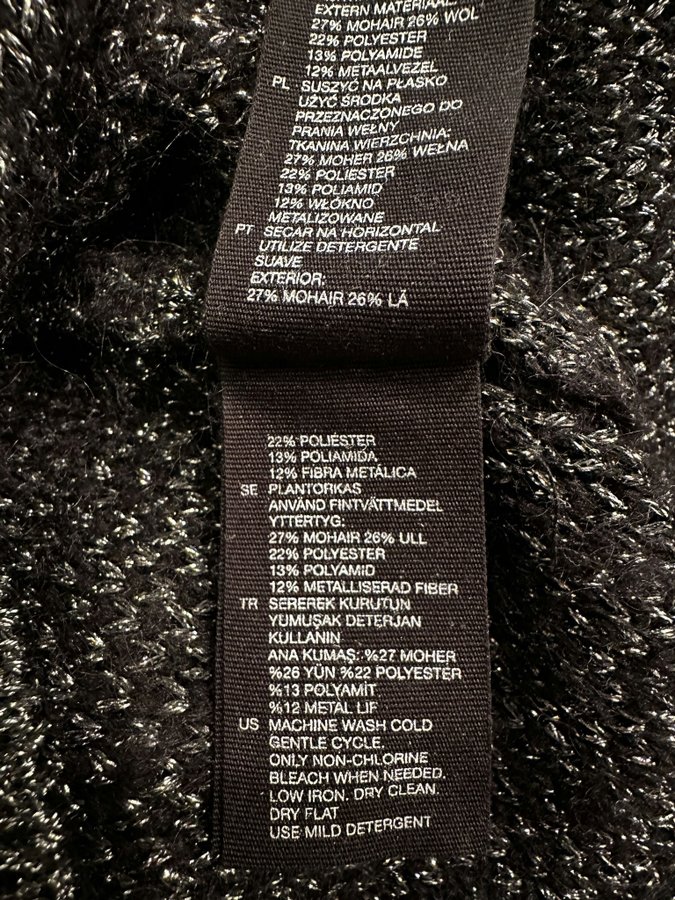 EXTERN MATERIAAL:
27% MOHAIR 26% WOL
22% POLYESTER
13% POLYAMIDE
12% METAALVEZEL
PL SUSZYĆ NA PŁASKO
UŻYĆ ŚRODKA
PRZEZNACZONEGO DO
PRANIA WEŁNY
TKANINA WIERZCHNIA:
27% MOHER 26% WEŁNA
22% POLIESTER
13% POLIAMID
12% WŁÓKNO
METALIZOWANE
PT SECAR NA HORIZONTAL
UTILIZE DETERGENTE
SUAVE
EXTERIOR:
27% MOHAIR 26% LÃ
22% POLIÉSTER
13% POLIAMIDA
12% FIBRA METÁLICA
SE PLANTORKAS
ANVÄND FINTVÄTTMEDEL
YTTERTYG:
27% MOHAIR 26% ULL
22% POLYESTER
13% POLYAMID
12% METALLISERAD FIBER
TR SEREREK KURUTUN
YUMUŞAK DETERJAN
KULLANIN
ANA KUMAŞ: %27 MOHER
%26 YÜN %22 POLYESTER
%13 POLYAMİT
%12 METAL LIF
US MACHINE WASH COLD
GENTLE CYCLE.
ONLY NON-CHLORINE
BLEACH WHEN NEEDED.
LOW IRON. DRY CLEAN.
DRY FLAT
USE MILD DETERGENT